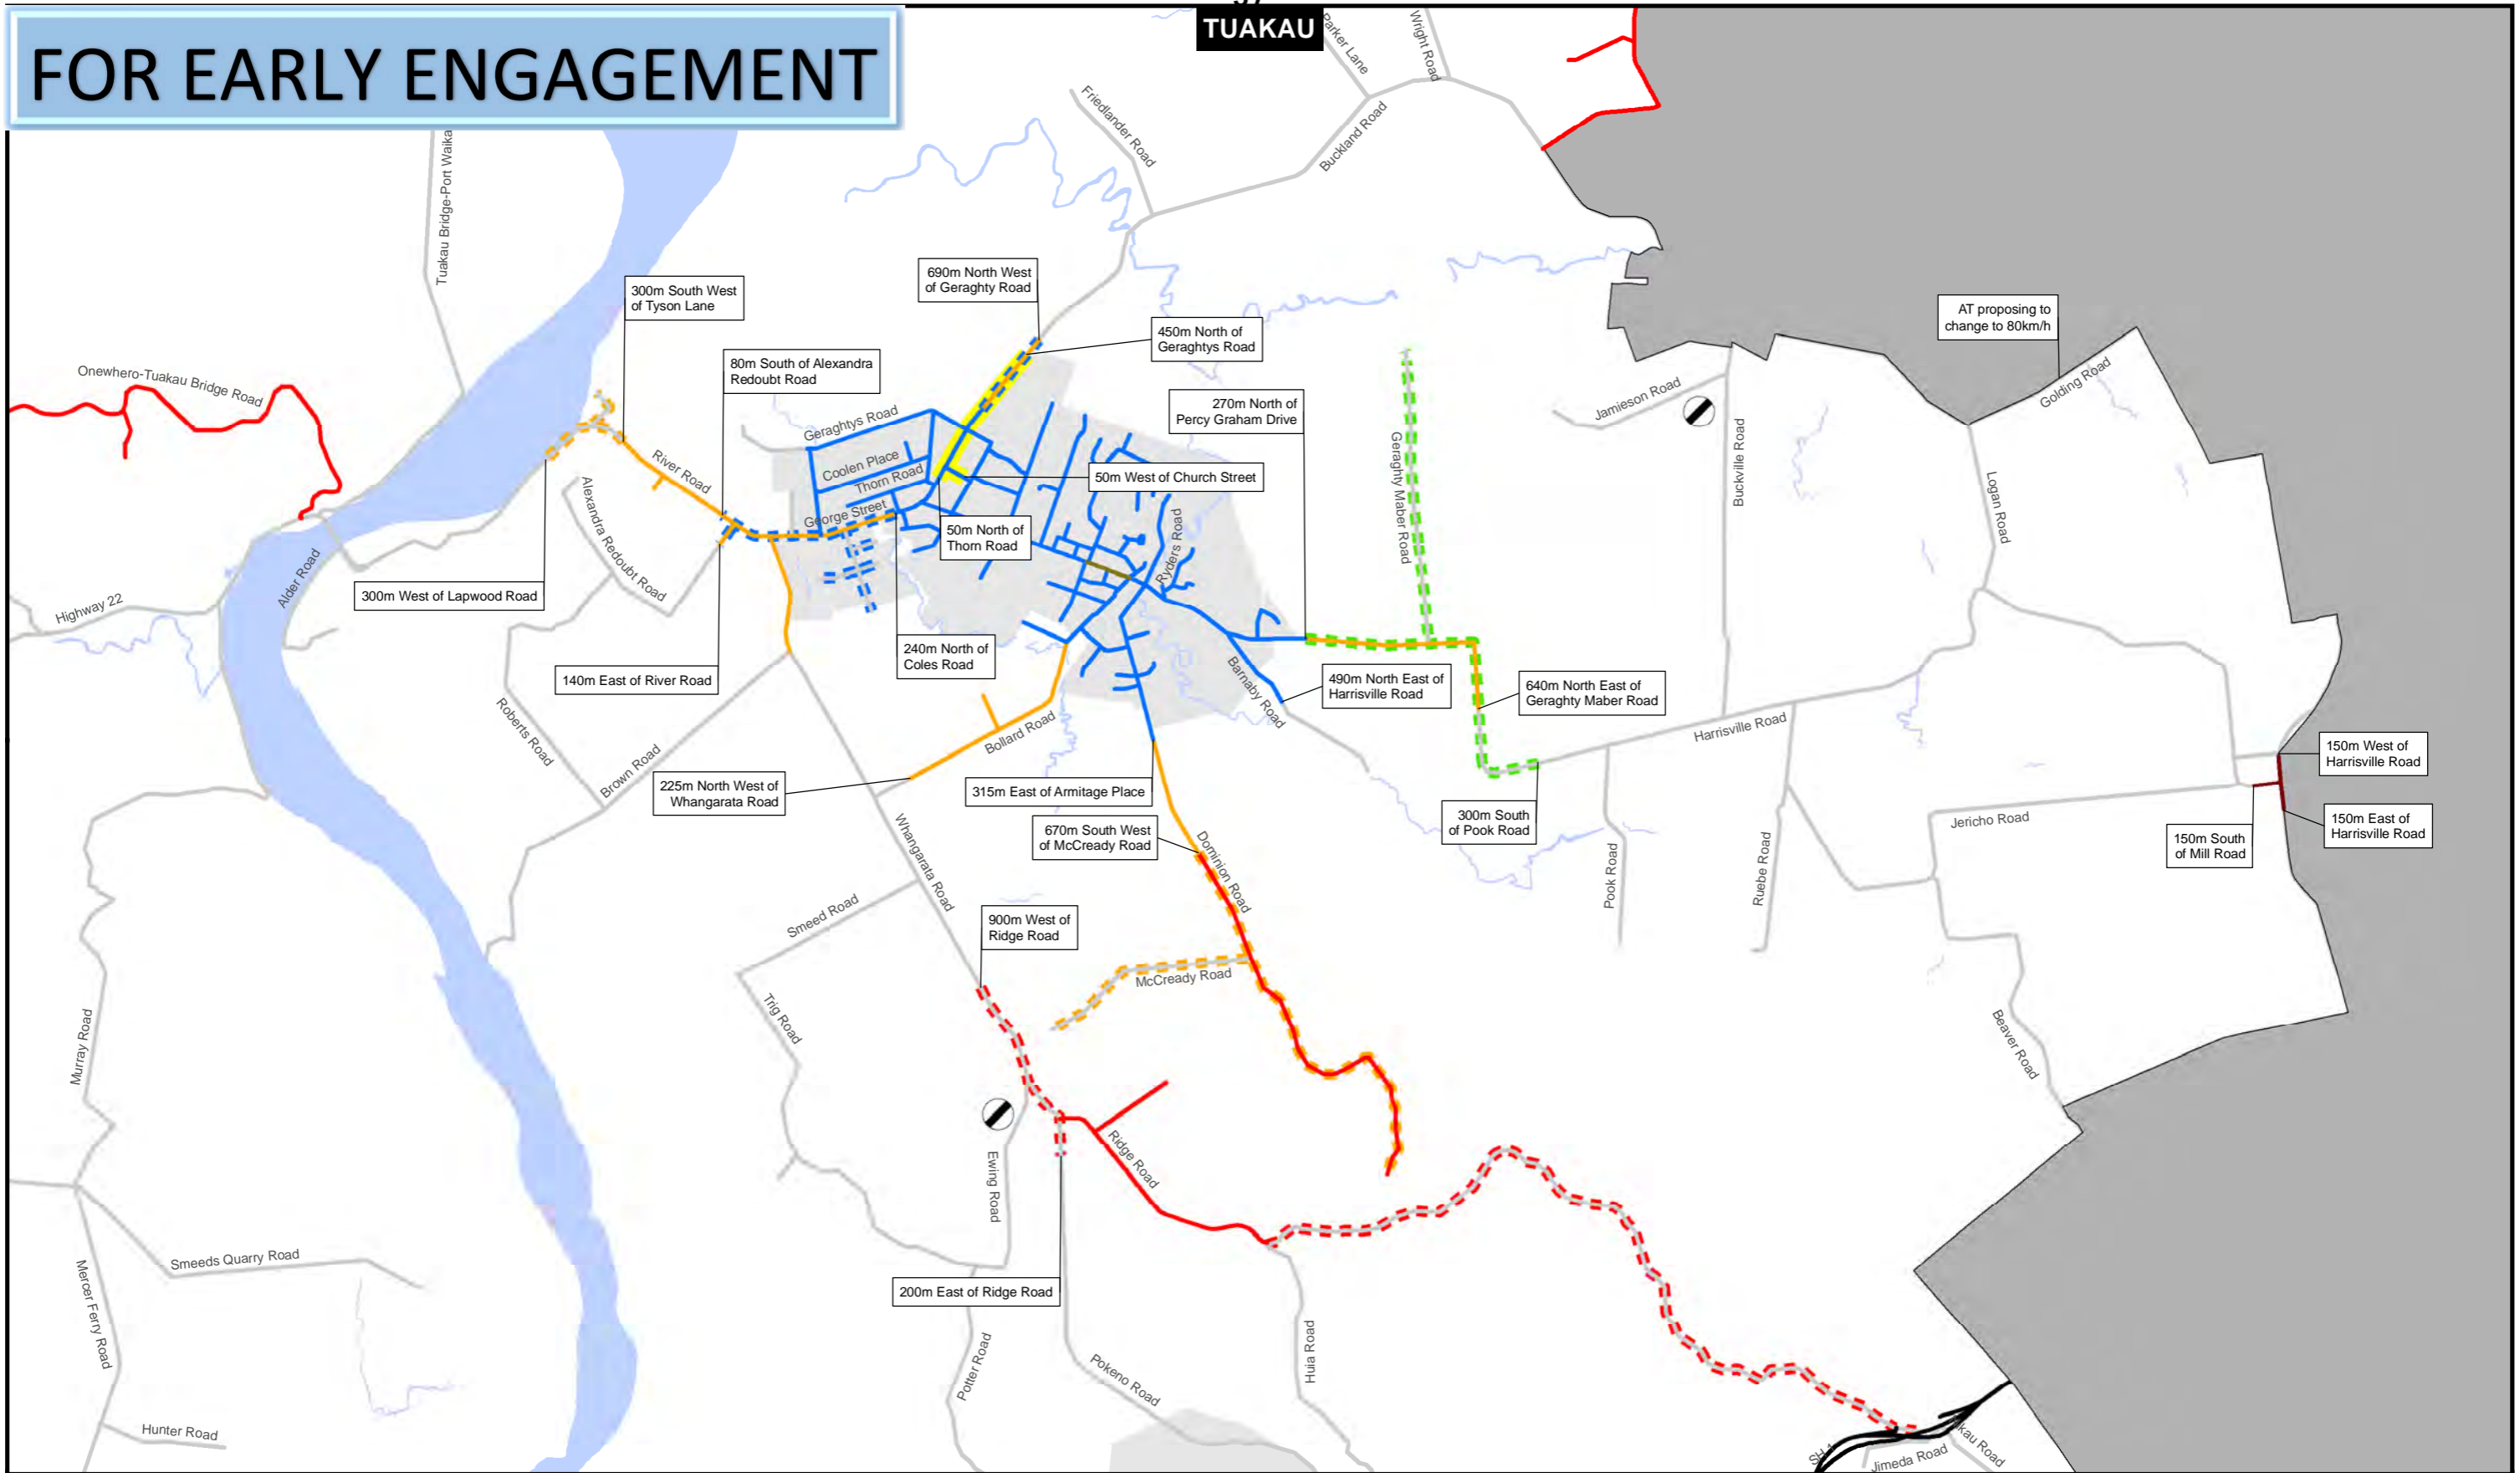 TUAKAU
FOR EARLY ENGAGEMENT
Parker Lane
Wright Road
Friedlander Road
Buckland Road
Tuakau Bridge-Port Waika
690m North West
of Geraghty Road
300m South West
of Tyson Lane
450m North of
Geraghtys Road
AT proposing to
change to 80km/h
80m South of Alexandra
Redoubt Road
Onewhero-Tuakau Bridge Road
270m North of
Percy Graham Drive
Jamieson Road
Golding Road
Geraghtys Road
Coolen Place
Thorn Road
George Street
River Road
Alexandra Redoubt Road
50m West of Church Street
Geraghty Maber Road
Buckville Road
Logan Road
50m North of
Thorn Road
Ryders Road
Alder Road
300m West of Lapwood Road
Highway 22
240m North of
Coles Road
140m East of River Road
Barnaby Road
490m North East of
Harrisville Road
640m North East of
Geraghty Maber Road
Roberts Road
Bollard Road
Harrisville Road
Brown Road
150m West of
Harrisville Road
225m North West of
Whangarata Road
315m East of Armitage Place
300m South
of Pook Road
Jericho Road
150m East of
Harrisville Road
670m South West
of McCready Road
150m South
of Mill Road
Whangarata Road
Dominion Road
Pook Road
Ruebe Road
Smeed Road
900m West of
Ridge Road
McCready Road
Trig Road
Murray Road
Beaver Road
Ridge Road
Ewing Road
Smeeds Quarry Road
Mercer Ferry Road
200m East of Ridge Road
Potter Road
Pokeno Road
Huia Road
Hunter Road
SH 1
kau Road
Jimeda Road